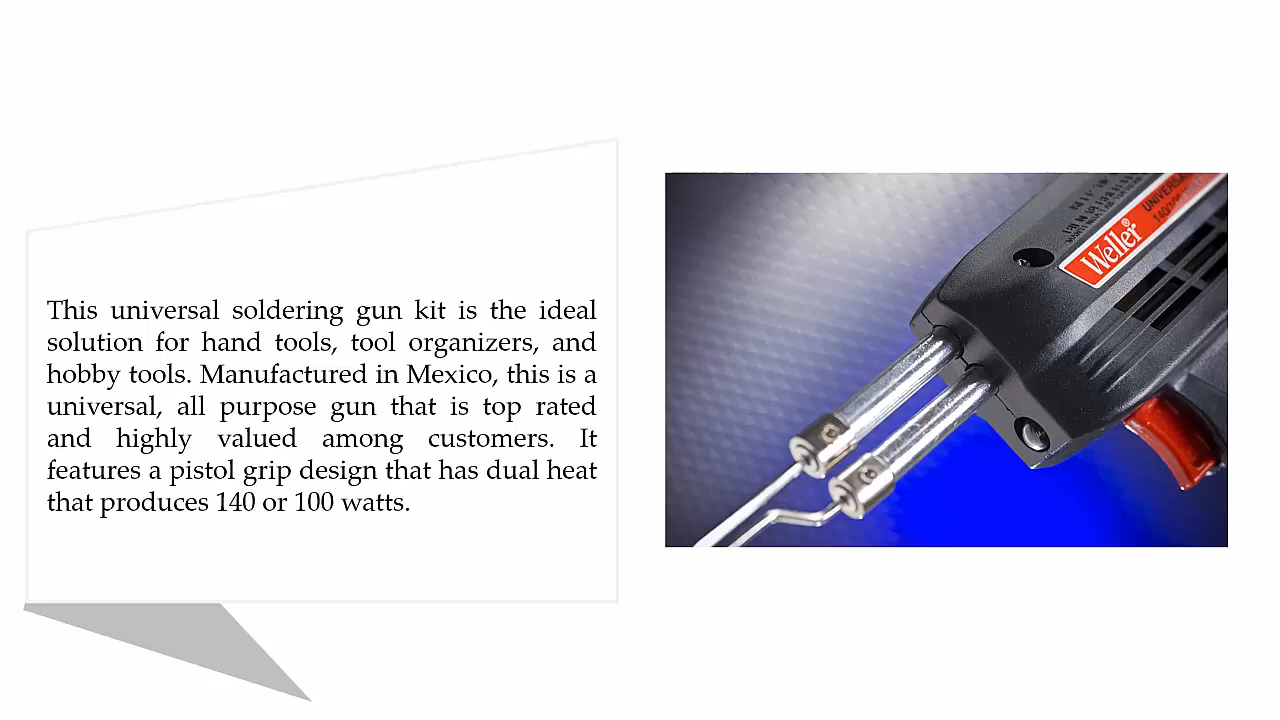 This universal soldering gun kit is the ideal
solution for hand tools, tool organizers, and
hobby tools. Manufactured in Mexico, this is a
universal, all purpose gun that is top rated
and highly valued among customers. It
features a pistol grip design that has dual heat
that produces 140 or 100 watts.
Weller®